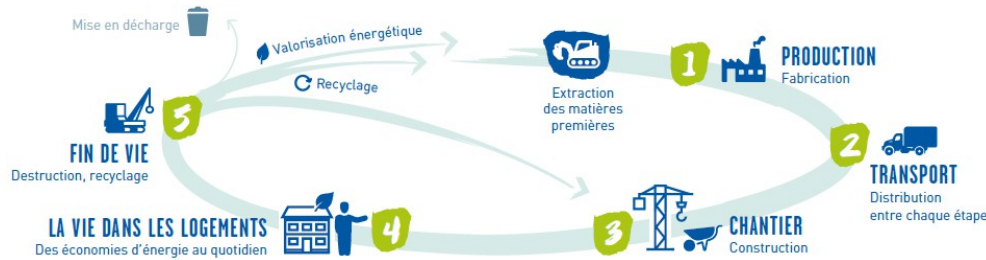 Mise en décharge
Valorisation énergétique
Recyclage
Extraction
des matières
premières
1
PRODUCTION
Fabrication
2
TRANSPORT
Distribution
entre chaque étape
3
CHANTIER
Construction
4
LA VIE DANS LES LOGEMENTS
Des économies d'énergie au quotidien
5
FIN DE VIE
Destruction, recyclage